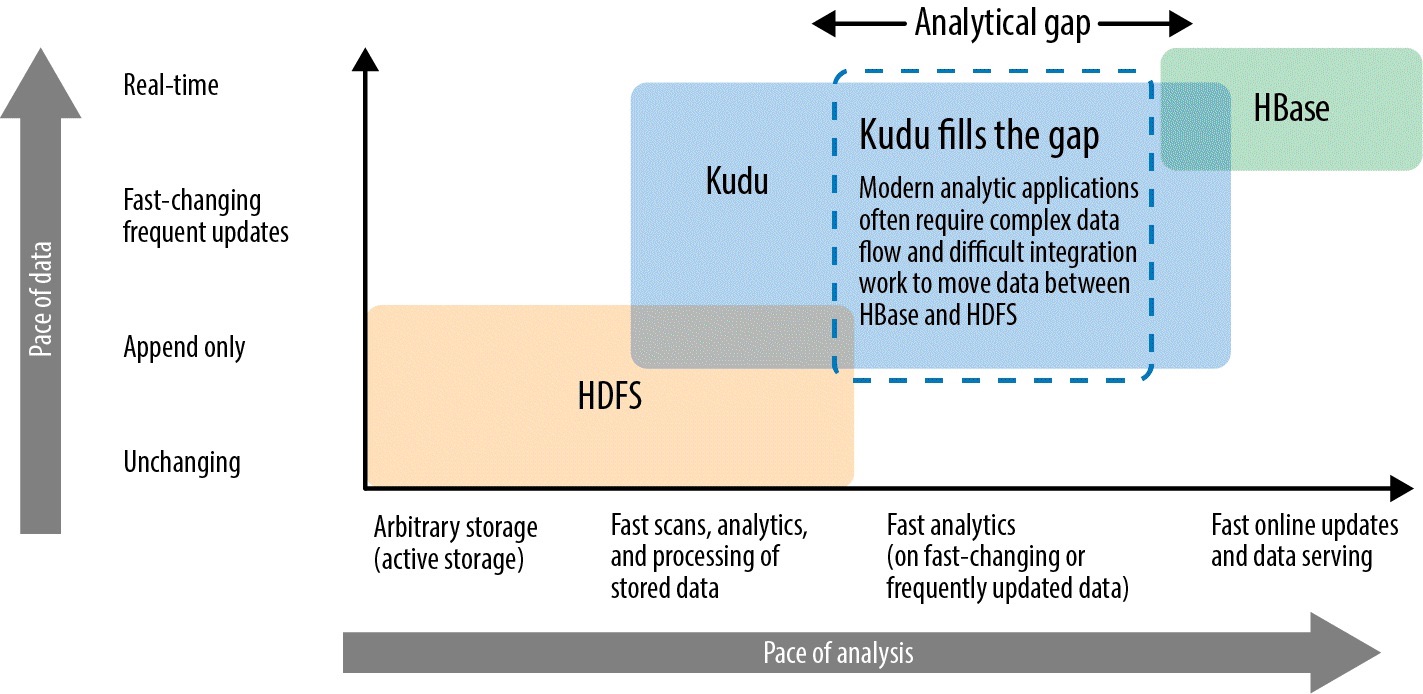 Analytical gap
Real-time
Fast-changing
frequent updates
Append only
Unchanging
Pace of data
Kudu
Kudu fills the gap
Modern analytic applications
often require complex data
flow and difficult integration
work to move data between
HBase and HDFS
HBase
HDFS
Arbitrary storage
(active storage)
Fast scans, analytics,
and processing of
stored data
Fast analytics
(on fast-changing or
frequently updated data)
Fast online updates
and data serving
Pace of analysis